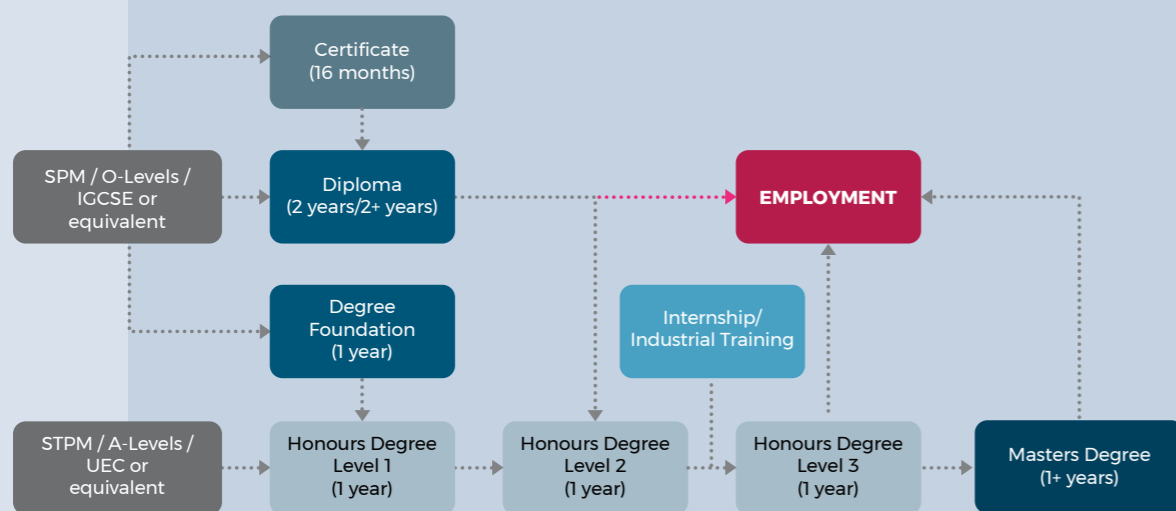 Certificate
(16 months)
SPM / O-Levels /
IGCSE or
equivalent
Diploma
(2 years/2+ years)
EMPLOYMENT
Degree
Foundation
(1 year)
Internship/
Industrial Training
STPM / A-Levels /
UEC or
equivalent
Honours Degree
Level 1
(1 year)
Honours Degree
Level 2
(1 year)
Honours Degree
Level 3
(1 year)
Masters Degree
(1+ years)